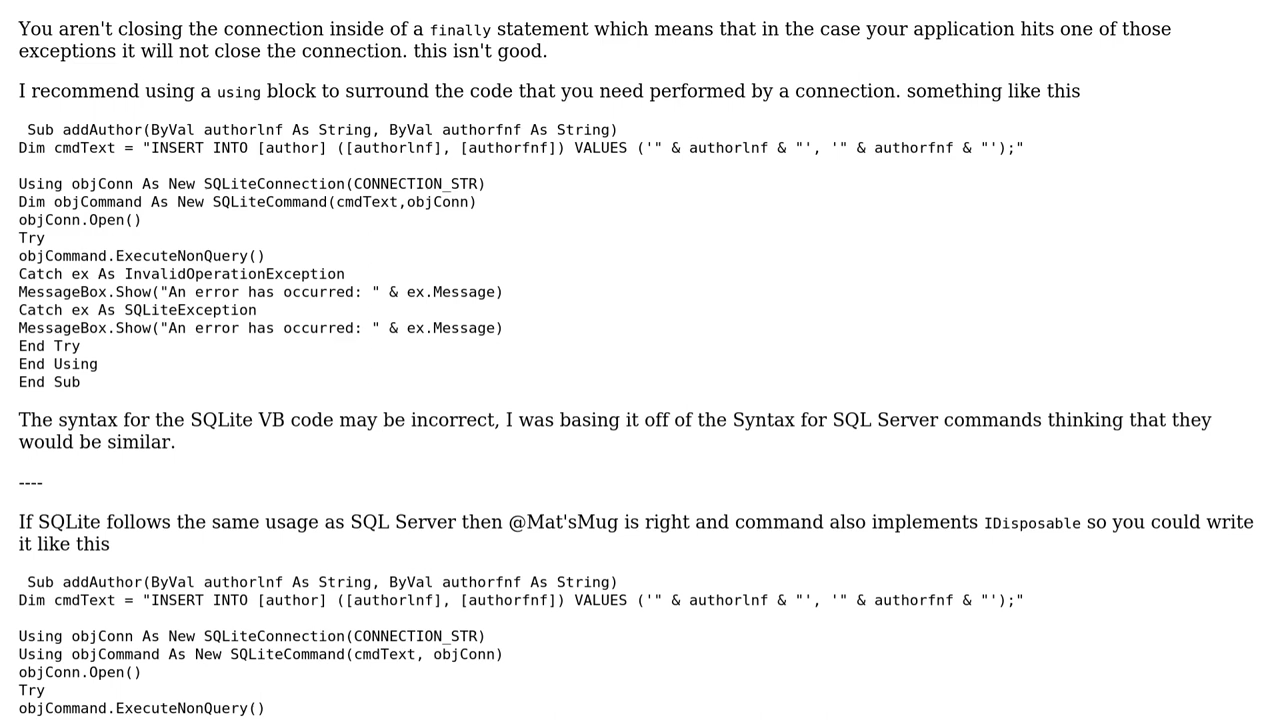 You aren't closing the connection inside of a finally statement which means that in the case your application hits one of those
exceptions it will not close the connection. this isn't good.
I recommend using a using block to surround the code that you need performed by a connection. something like this
Sub addAuthor(ByVal authorlnf As String, ByVal authorfnf As String)
Dim cmdText = "INSERT INTO [author] ([authorlnf], [authorfnf]) VALUES ('" & authorlnf & "', '" & authorfnf & "');"
Using objConn As New SQLiteConnection(CONNECTION_STR)
Dim objCommand As New SQLiteCommand(cmdText,objConn)
objConn.Open()
Try
objCommand.ExecuteNonQuery()
Catch ex As InvalidOperationException
MessageBox.Show("An error has occurred: " & ex.Message)
Catch ex As SQLiteException
MessageBox.Show("An error has occurred: " & ex.Message)
End Try
End Using
End Sub
The syntax for the SQLite VB code may be incorrect, I was basing it off of the Syntax for SQL Server commands thinking that they
would be similar.
----
If SQLite follows the same usage as SQL Server then @Mat'sMug is right and command also implements IDisposable so you could write
it like this
Sub addAuthor(ByVal authorlnf As String, ByVal authorfnf As String)
Dim cmdText = "INSERT INTO [author] ([authorlnf], [authorfnf]) VALUES ('" & authorlnf & "', '" & authorfnf & "');"
Using objConn As New SQLiteConnection(CONNECTION_STR)
Using objCommand As New SQLiteCommand(cmdText, objConn)
objConn.Open()
Try
objCommand.ExecuteNonQuery()